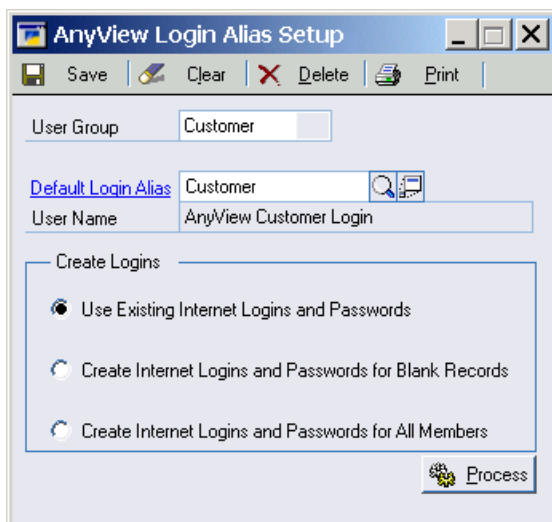 AnyView Login Alias Setup
Save Clear Delete Print
User Group Customer
Default Login Alias Customer
User Name AnyView Customer Login
Create Logins
Use Existing Internet Logins and Passwords
Create Internet Logins and Passwords for Blank Records
Create Internet Logins and Passwords for All Members
Process